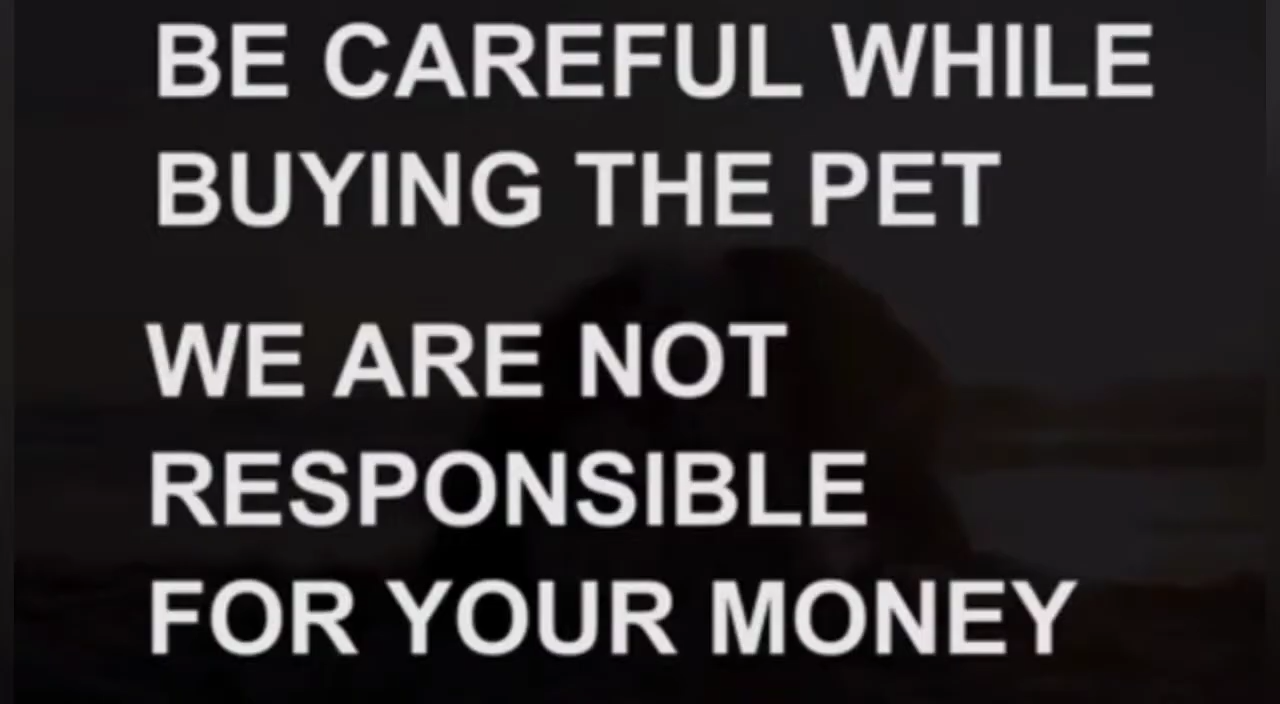 BE CAREFUL WHILE
BUYING THE PET
WE ARE NOT
RESPONSIBLE
FOR YOUR MONEY